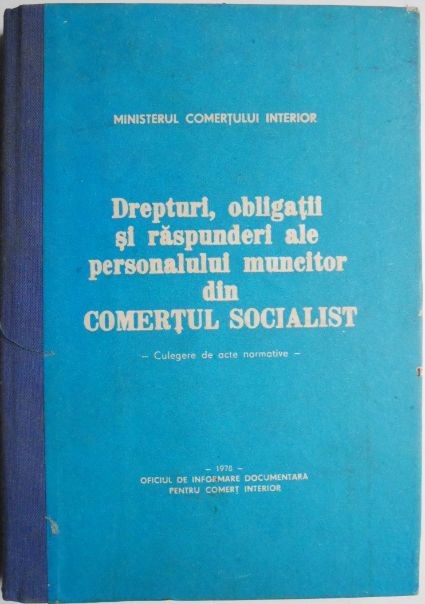 MINISTERUL COMERȚULUI INTERIOR
Drepturi, obligații
și răspunderi ale
personalului muncitor
din
COMERȚUL SOCIALIST
– Culegere de acte normative –
– 1978 –
OFICIUL DE INFORMARE DOCUMENTARA
PENTRU COMERȚ INTERIOR